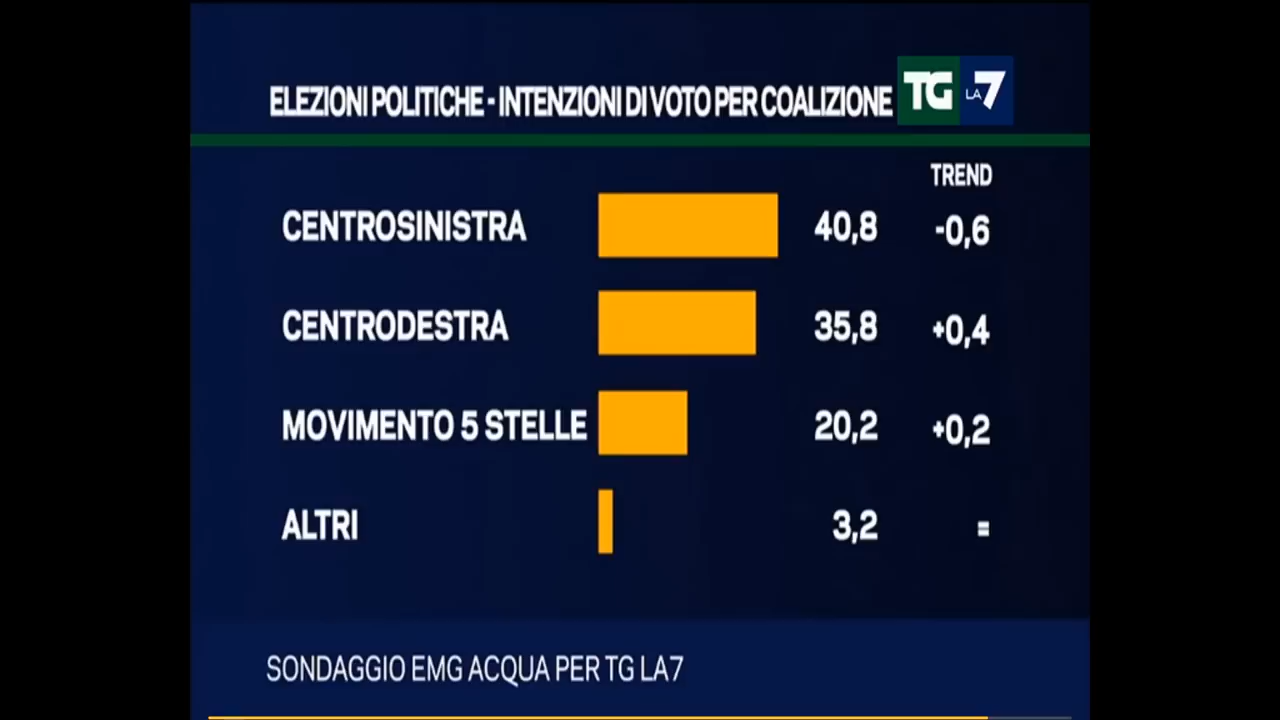 ELEZIONI POLITICHE - INTENZIONI DI VOTO PER COALIZIONE TG LA7
TREND
CENTROSINISTRA 40,8 -0,6
CENTRODESTRA 35,8 +0,4
MOVIMENTO 5 STELLE 20,2 +0,2
ALTRI 3,2 =
SONDAGGIO EMG ACQUA PER TG LA7